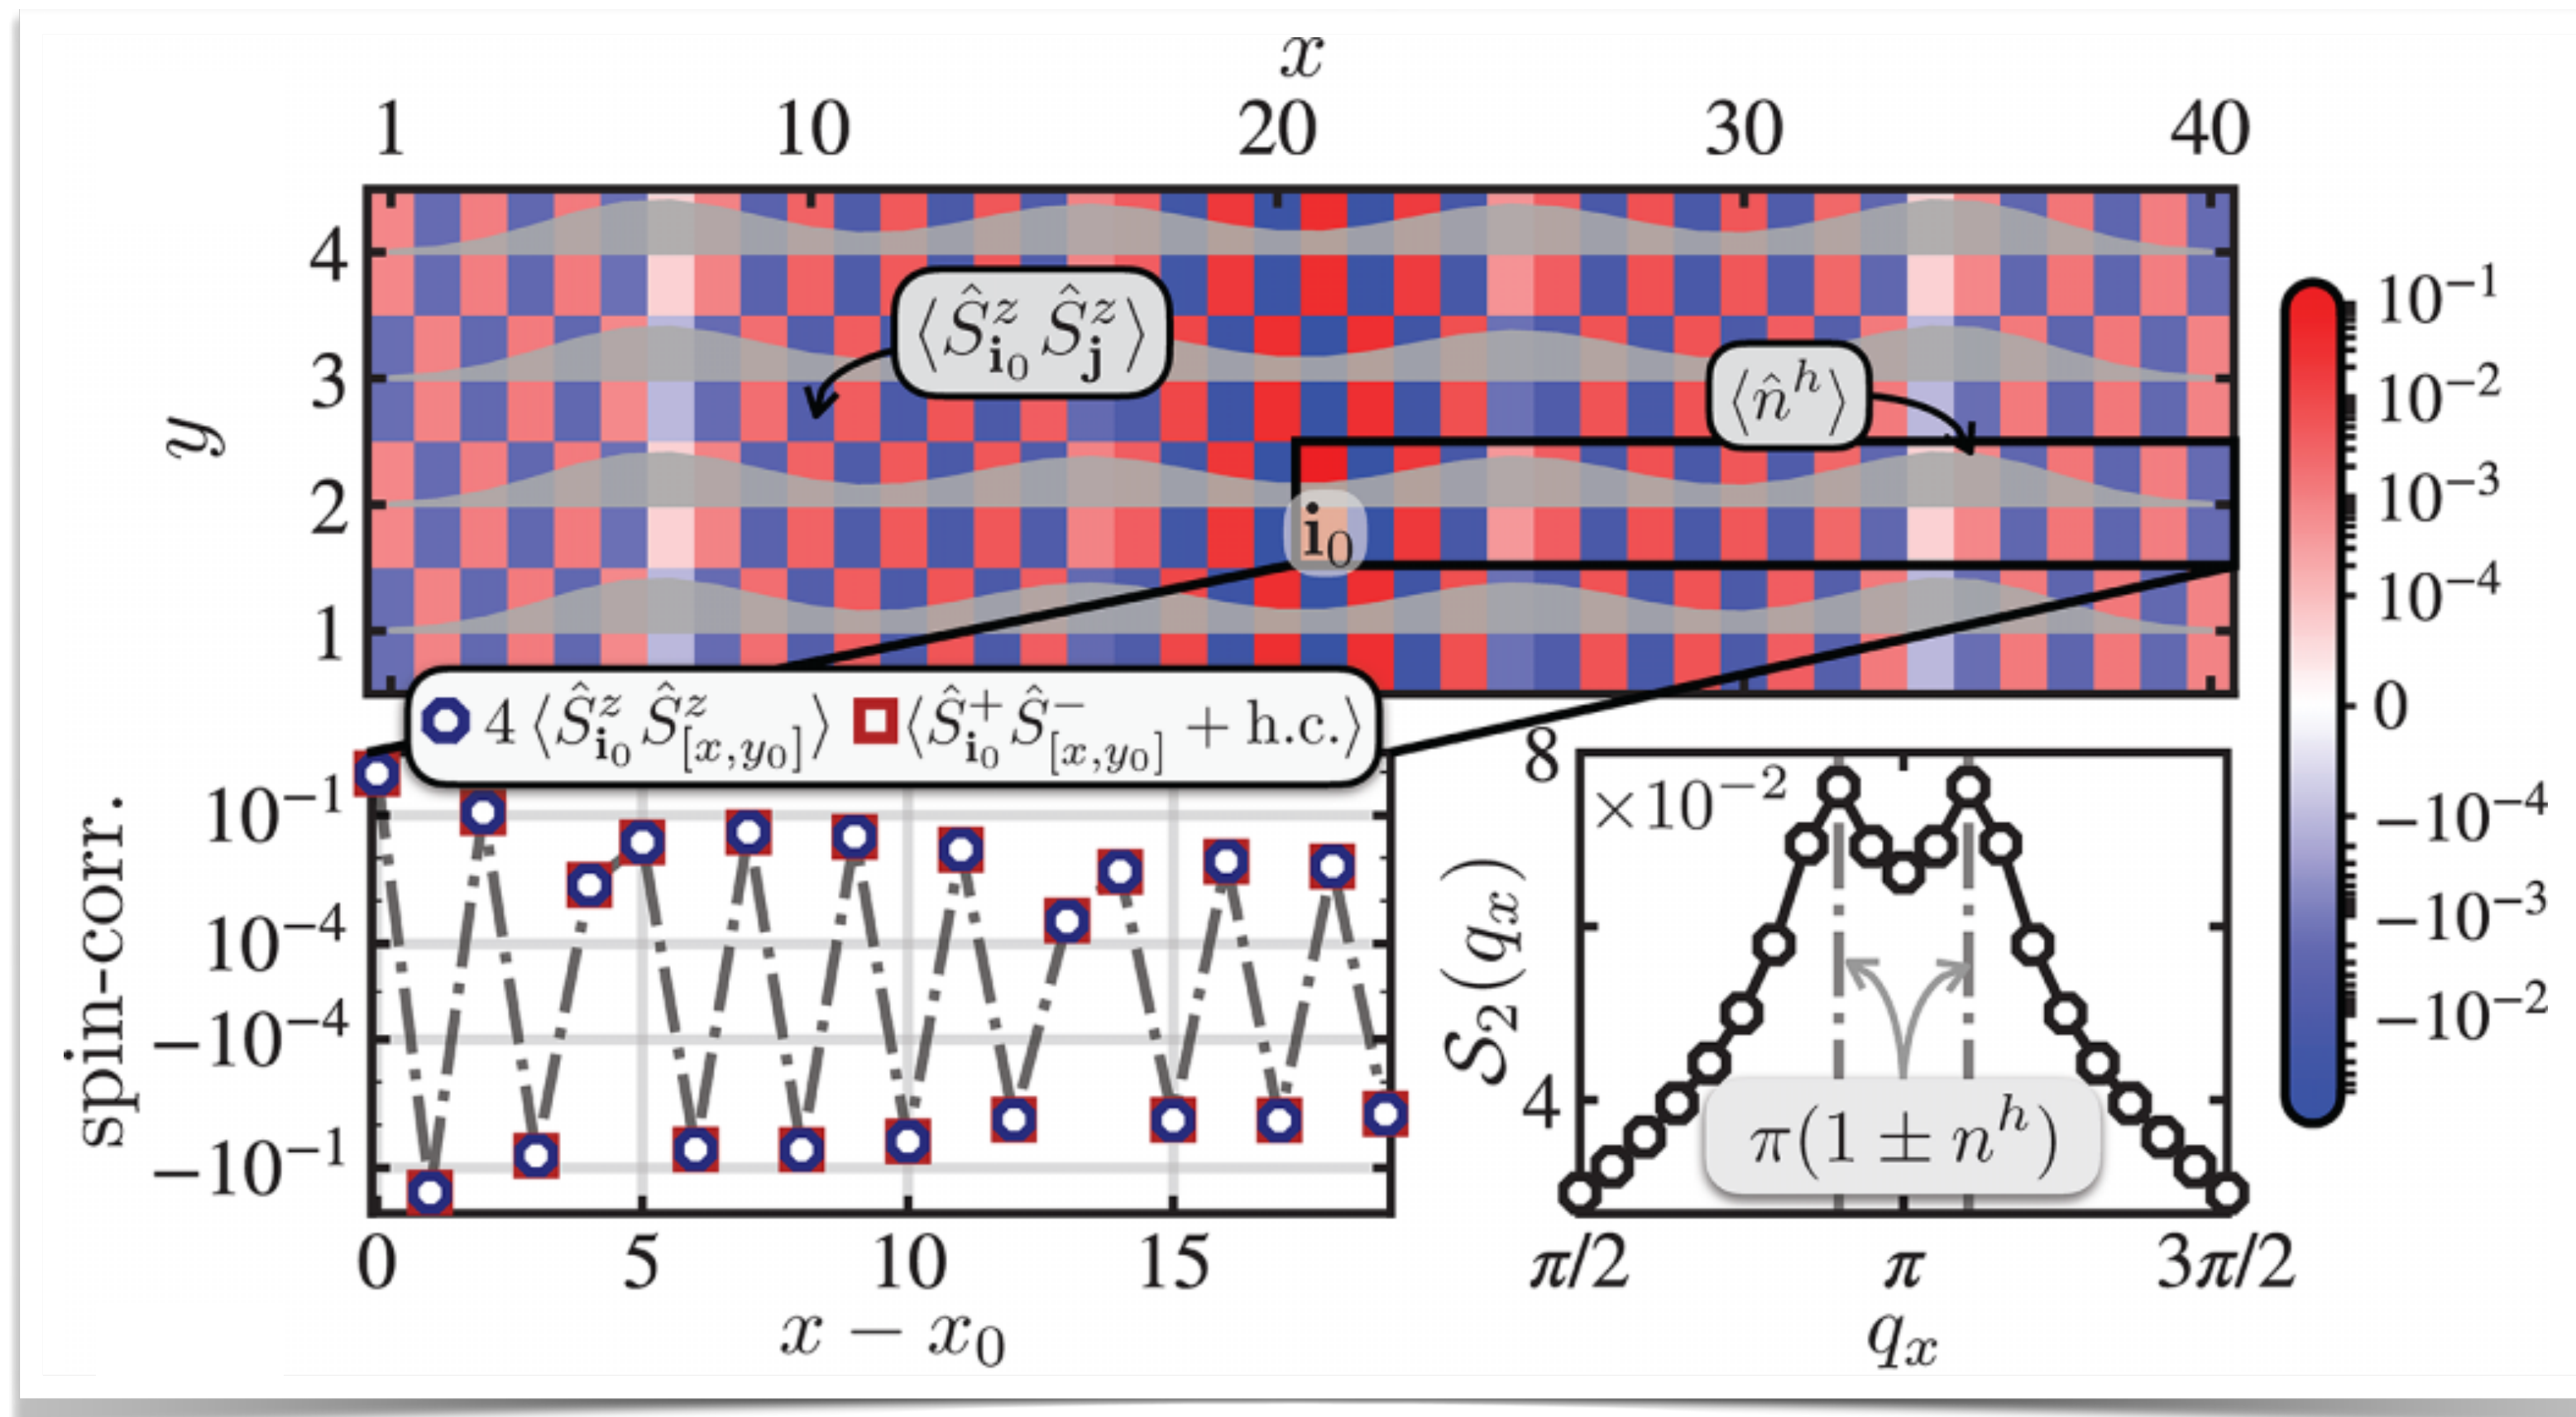 x
1 10 20 30 40
4
3
2
1
y
⟨Ŝ^z_{i₀} Ŝ^z_j⟩
⟨n̂^h⟩
i₀
10⁻¹
10⁻²
10⁻³
10⁻⁴
0
−10⁻⁴
−10⁻³
−10⁻²
4 ⟨Ŝ^z_{i₀} Ŝ^z_{[x,y₀]}⟩ ⟨Ŝ^+_{i₀} Ŝ^−_{[x,y₀]} + h.c.⟩
spin-corr.
10⁻¹
10⁻⁴
−10⁻⁴
−10⁻¹
0 5 10 15
x − x₀
8
×10⁻²
4
S₂(qₓ)
π(1 ± n^h)
π/2 π 3π/2
qₓ